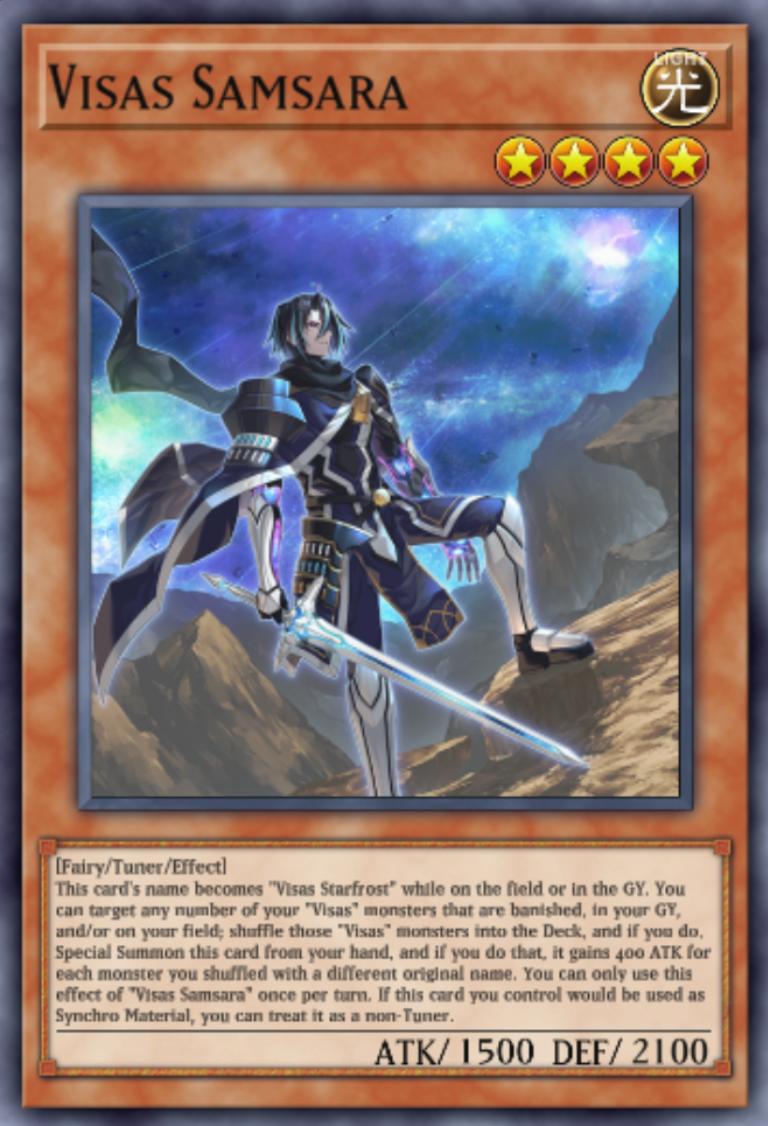 Visas Samsara
LIGHT
光
[Fairy/Tuner/Effect]
This card's name becomes "Visas Starfrost" while on the field or in the GY. You
can target any number of your "Visas" monsters that are banished, in your GY,
and/or on your field; shuffle those "Visas" monsters into the Deck, and if you do,
Special Summon this card from your hand, and if you do that, it gains 400 ATK for
each monster you shuffled with a different original name. You can only use this
effect of "Visas Samsara" once per turn. If this card you control would be used as
Synchro Material, you can treat it as a non-Tuner.
ATK/ 1500 DEF/ 2100